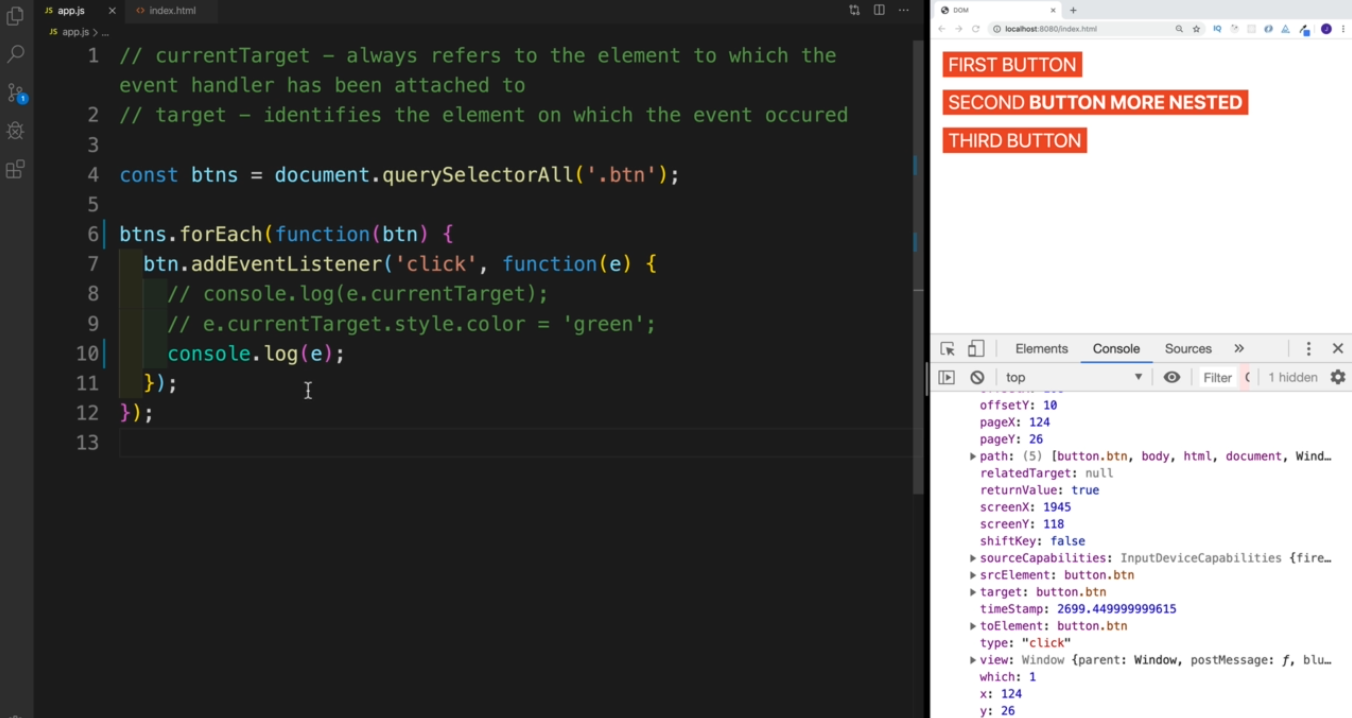 app.js
index.html
app.js > ...
1 // currentTarget – always refers to the element to which the
event handler has been attached to
2 // target – identifies the element on which the event occured
3
4 const btns = document.querySelectorAll('.btn');
5
6 btns.forEach(function(btn) {
7 btn.addEventListener('click', function(e) {
8 // console.log(e.currentTarget);
9 // e.currentTarget.style.color = 'green';
10 console.log(e);
11 });
12 });
13
DOM
localhost:8080/index.html
FIRST BUTTON
SECOND BUTTON MORE NESTED
THIRD BUTTON
Elements Console Sources »
top Filter 1 hidden
offsetY: 10
pageX: 124
pageY: 26
path: (5) [button.btn, body, html, document, Wind…
relatedTarget: null
returnValue: true
screenX: 1945
screenY: 118
shiftKey: false
sourceCapabilities: InputDeviceCapabilities {fire…
srcElement: button.btn
target: button.btn
timeStamp: 2699.449999999615
toElement: button.btn
type: "click"
view: Window {parent: Window, postMessage: ƒ, blu…
which: 1
x: 124
y: 26